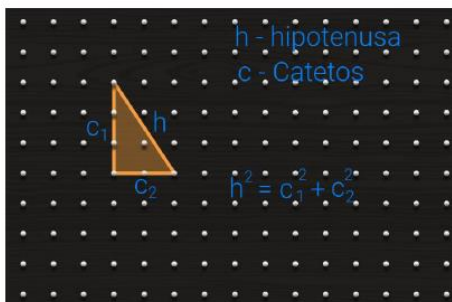 h - hipotenusa
c - Catetos
c₁
h
c₂
h² = c₁² + c₂²